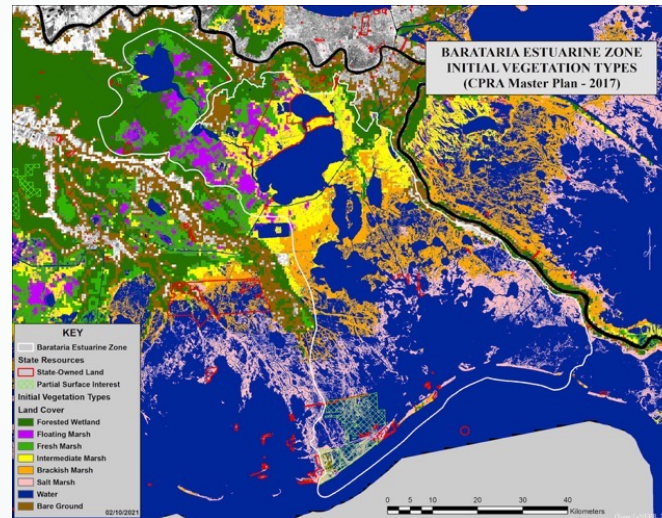 BARATARIA ESTUARINE ZONE
INITIAL VEGETATION TYPES
(CPRA Master Plan - 2017)
KEY
Barataria Estuarine Zone
State Resources
State-Owned Land
Partial Surface Interest
Initial Vegetation Types
Land Cover
Forested Wetland
Floating Marsh
Fresh Marsh
Intermediate Marsh
Brackish Marsh
Salt Marsh
Water
Bare Ground
02/10/2021
0 5 10 20 30 40
Kilometers